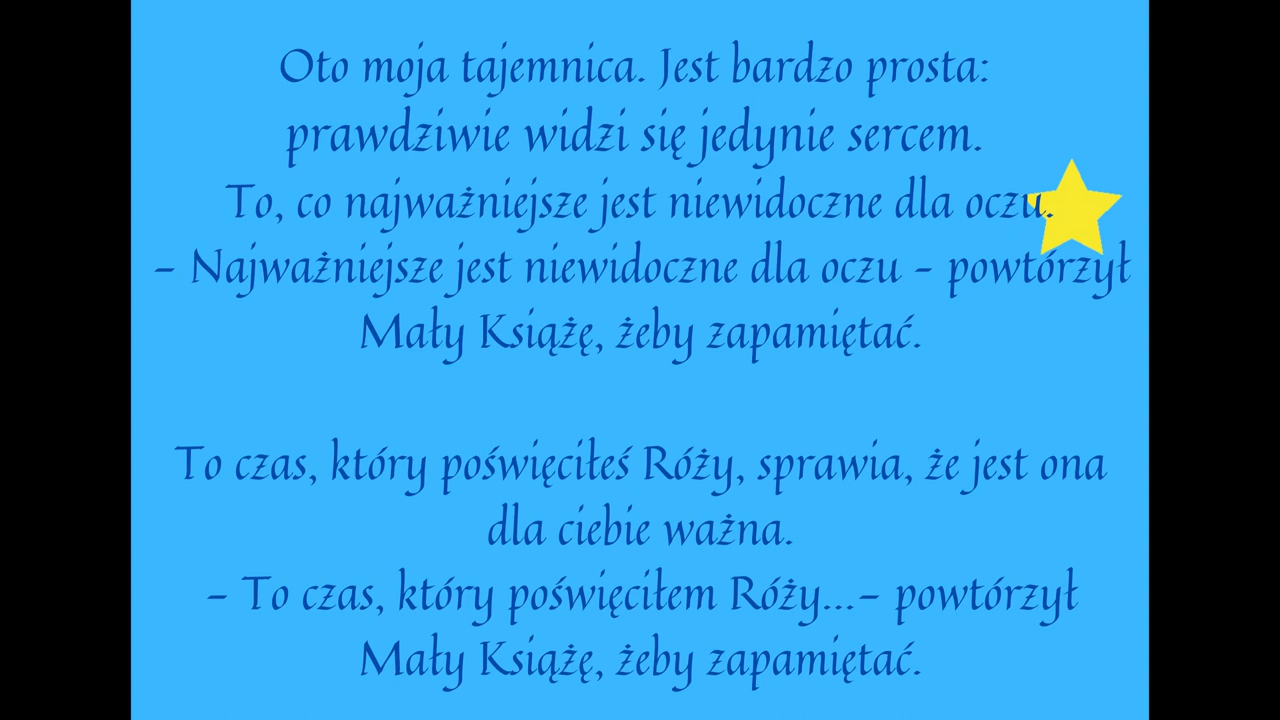 Oto moja tajemnica. Jest bardzo prosta:
prawdziwie widzi się jedynie sercem.
To, co najważniejsze jest niewidoczne dla oczu.
- Najważniejsze jest niewidoczne dla oczu - powtórzył
Mały Książę, żeby zapamiętać.
To czas, który poświęciłeś Róży, sprawia, że jest ona
dla ciebie ważna.
- To czas, który poświęciłem Róży...- powtórzył
Mały Książę, żeby zapamiętać.